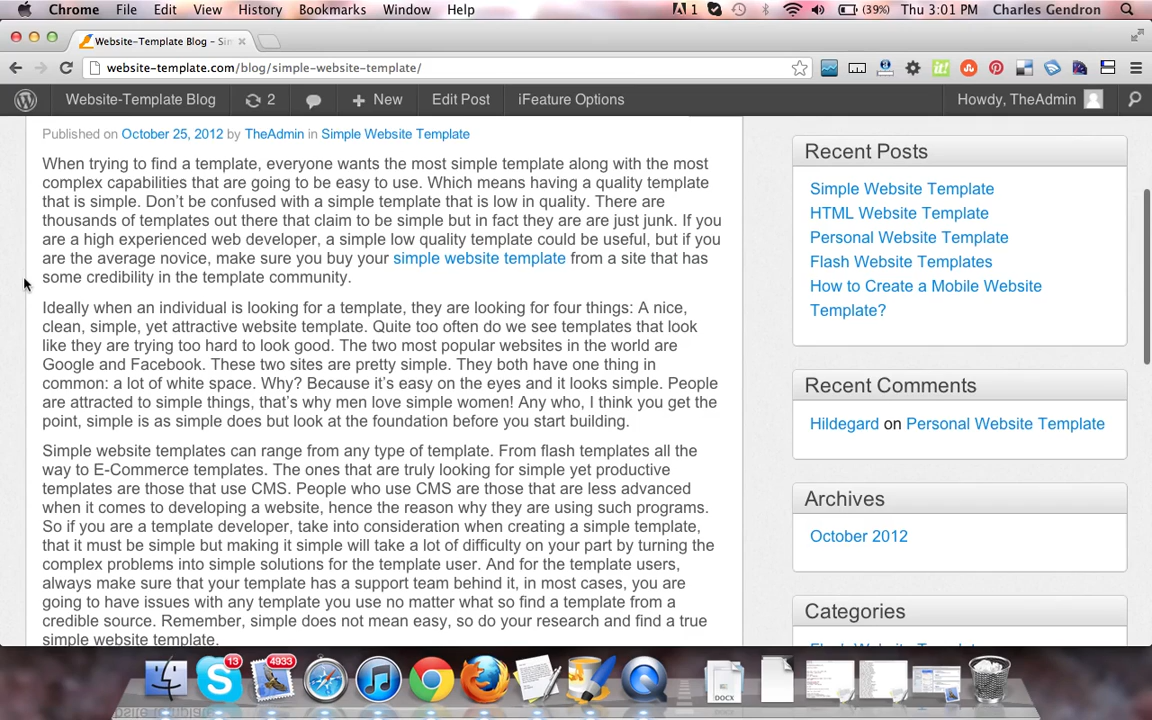 Chrome File Edit View History Bookmarks Window Help 1 (39%) Thu 3:01 PM Charles Gendron
Website-Template Blog - Sim
website-template.com/blog/simple-website-template/
Website-Template Blog 2 New Edit Post iFeature Options Howdy, TheAdmin
Published on October 25, 2012 by TheAdmin in Simple Website Template
When trying to find a template, everyone wants the most simple template along with the most
complex capabilities that are going to be easy to use. Which means having a quality template
that is simple. Don't be confused with a simple template that is low in quality. There are
thousands of templates out there that claim to be simple but in fact they are are just junk. If you
are a high experienced web developer, a simple low quality template could be useful, but if you
are the average novice, make sure you buy your simple website template from a site that has
some credibility in the template community.
Ideally when an individual is looking for a template, they are looking for four things: A nice,
clean, simple, yet attractive website template. Quite too often do we see templates that look
like they are trying too hard to look good. The two most popular websites in the world are
Google and Facebook. These two sites are pretty simple. They both have one thing in
common: a lot of white space. Why? Because it's easy on the eyes and it looks simple. People
are attracted to simple things, that's why men love simple women! Any who, I think you get the
point, simple is as simple does but look at the foundation before you start building.
Simple website templates can range from any type of template. From flash templates all the
way to E-Commerce templates. The ones that are truly looking for simple yet productive
templates are those that use CMS. People who use CMS are those that are less advanced
when it comes to developing a website, hence the reason why they are using such programs.
So if you are a template developer, take into consideration when creating a simple template,
that it must be simple but making it simple will take a lot of difficulty on your part by turning the
complex problems into simple solutions for the template user. And for the template users,
always make sure that your template has a support team behind it, in most cases, you are
going to have issues with any template you use no matter what so find a template from a
credible source. Remember, simple does not mean easy, so do your research and find a true
simple website template.
Recent Posts
Simple Website Template
HTML Website Template
Personal Website Template
Flash Website Templates
How to Create a Mobile Website
Template?
Recent Comments
Hildegard on Personal Website Template
Archives
October 2012
Categories
Flash Website Templates
13
4933
DOCX